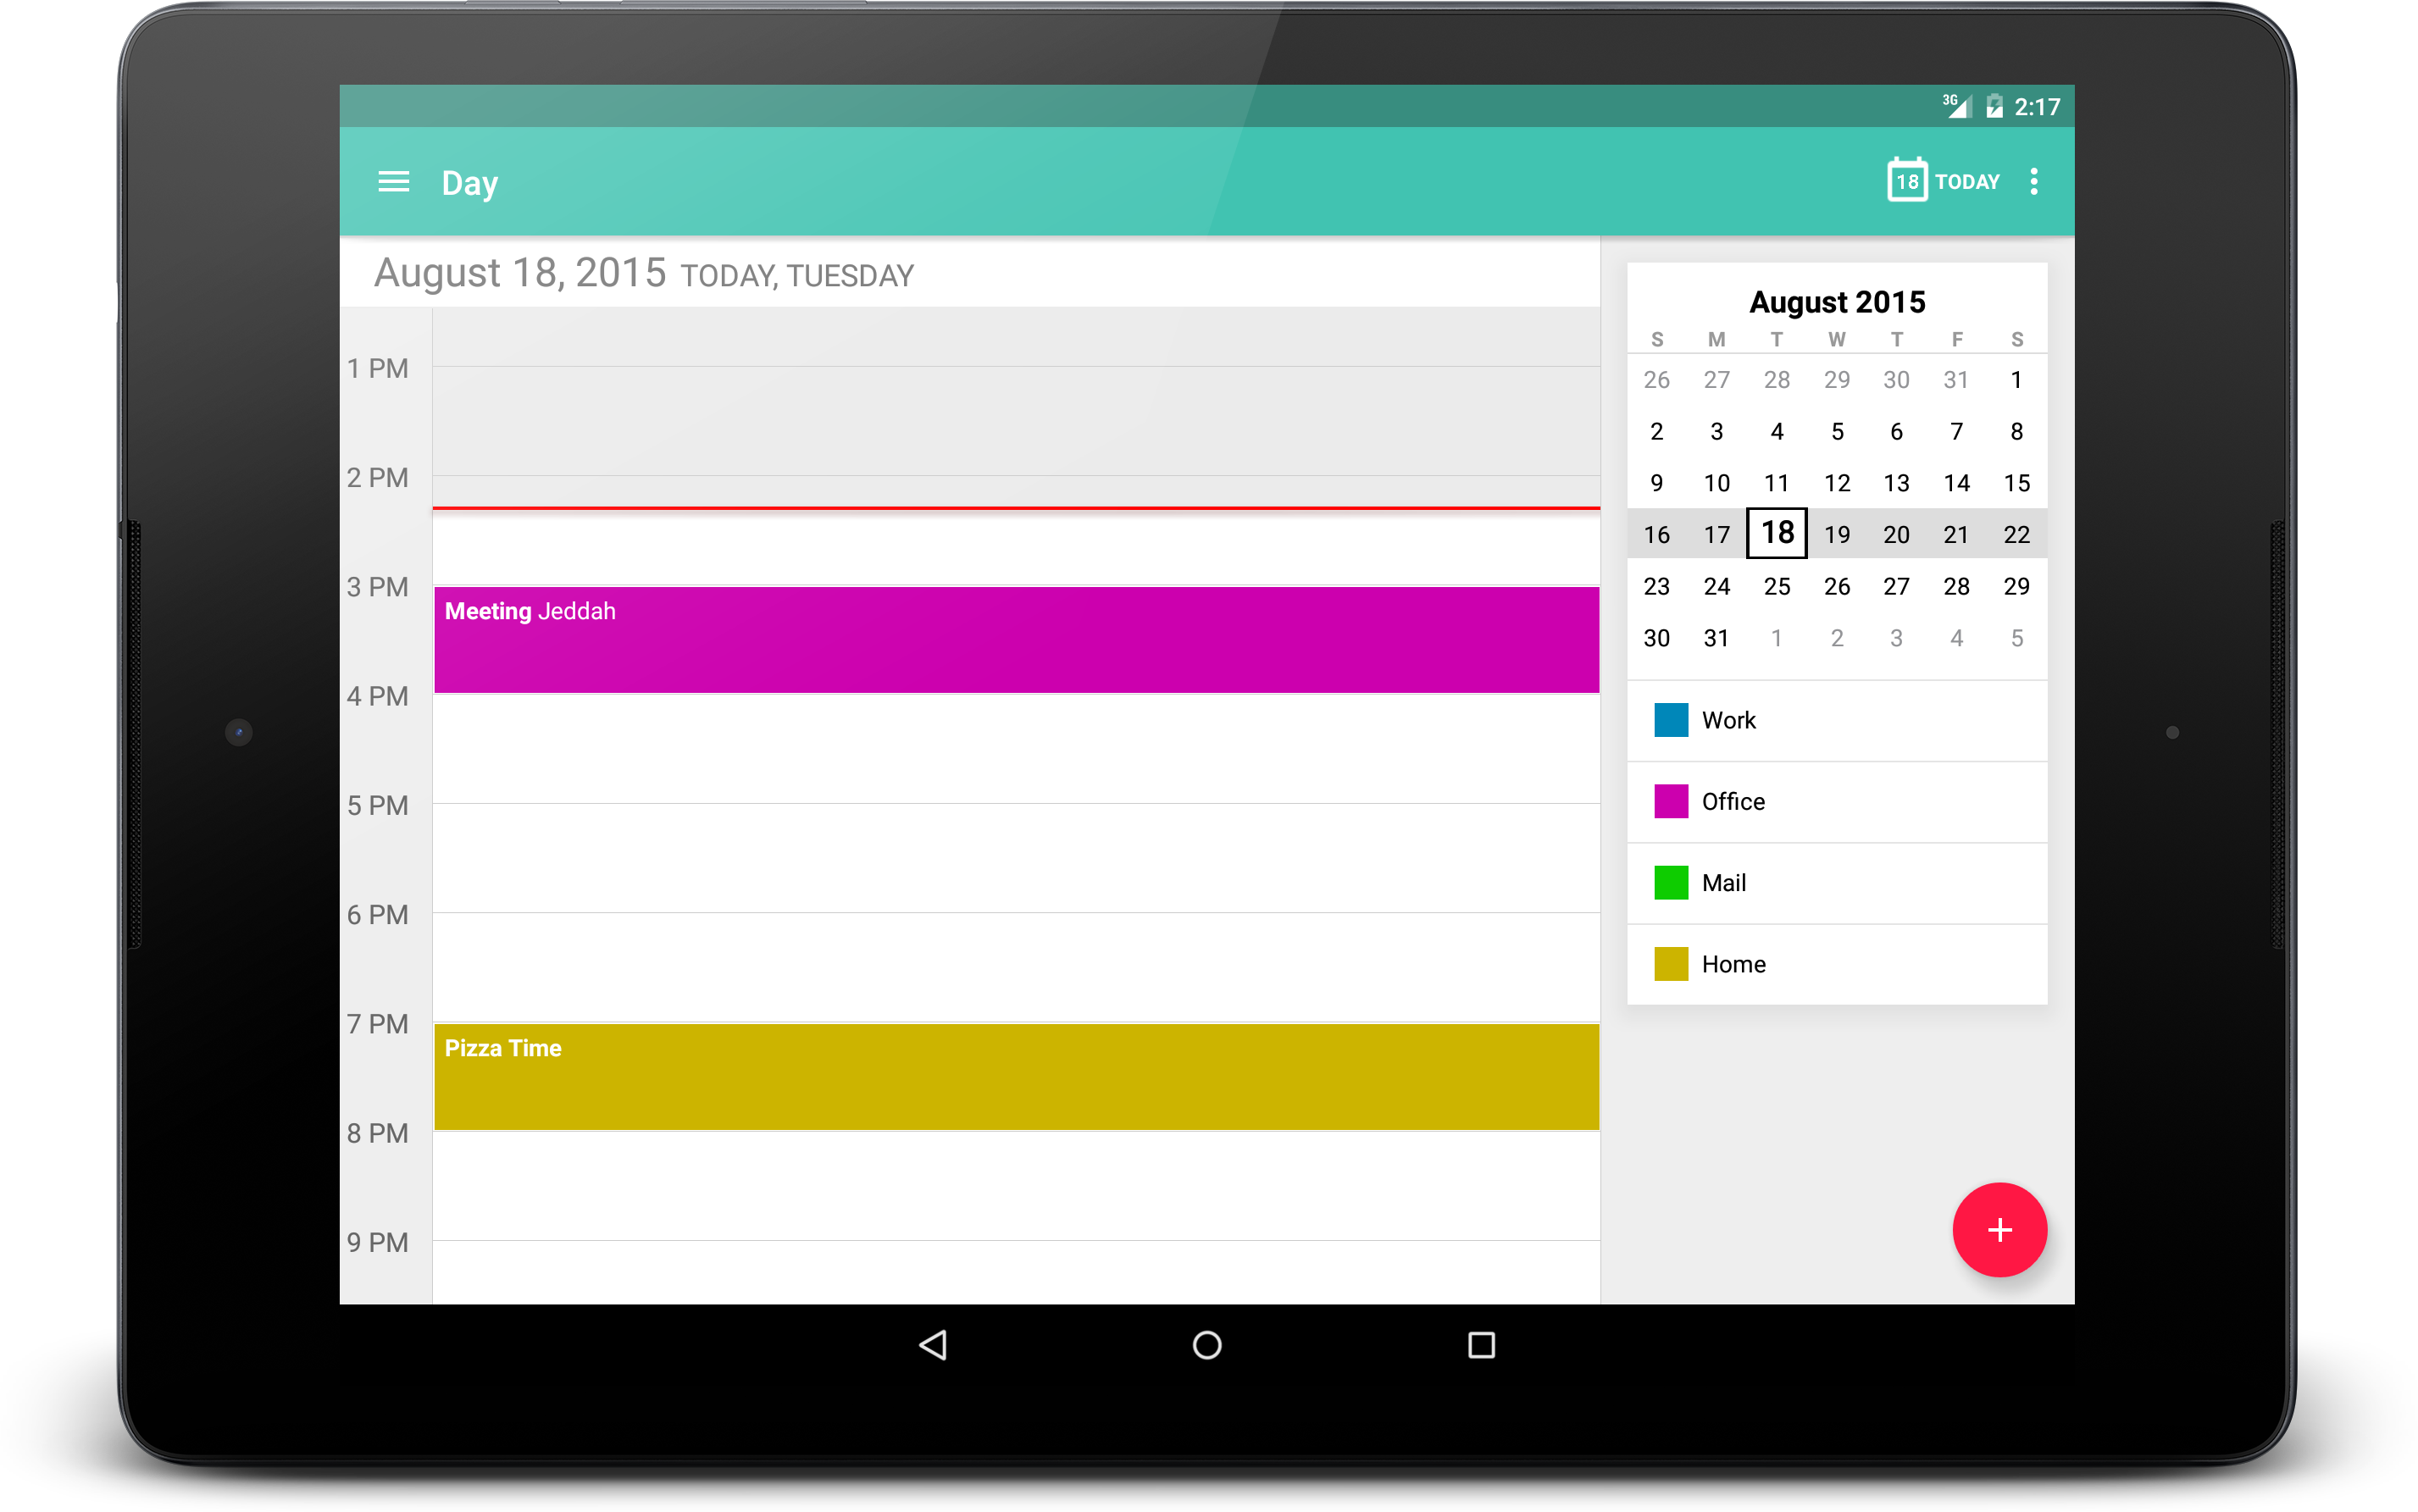 3G 2:17
Day 18 TODAY
August 18, 2015 TODAY, TUESDAY
1 PM
2 PM
3 PM
Meeting Jeddah
4 PM
5 PM
6 PM
7 PM
Pizza Time
8 PM
9 PM
August 2015
S M T W T F S
26 27 28 29 30 31 1
2 3 4 5 6 7 8
9 10 11 12 13 14 15
16 17 18 19 20 21 22
23 24 25 26 27 28 29
30 31 1 2 3 4 5
Work
Office
Mail
Home